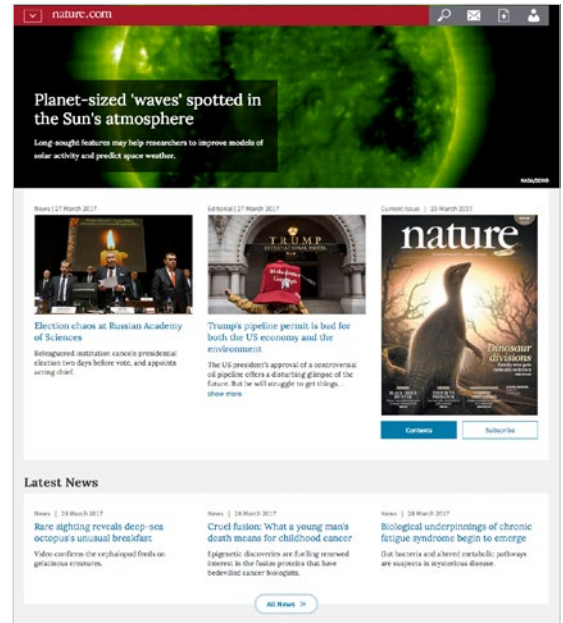 nature.com
Planet-sized 'waves' spotted in
the Sun's atmosphere
Long-sought features may help researchers to improve models of
solar activity and predict space weather.
NASA/SDO
News | 27 March 2017
Editorial | 27 March 2017
Current Issue | 23 March 2017
Election chaos at Russian Academy
of Sciences
Beleaguered institution cancels presidential
election two days before vote, and appoints
acting chief.
TRUMP
INTERNATIONAL HOTEL
Trump's pipeline permit is bad for
both the US economy and the
environment
The US president's approval of a controversial
oil pipeline offers a disturbing glimpse of the
future. But he will struggle to get things…
show more
nature
Dinosaur
divisions
Contents
Subscribe
Latest News
News | 28 March 2017
Rare sighting reveals deep-sea
octopus's unusual breakfast
Video confirms the cephalopod feeds on
gelatinous creatures.
News | 28 March 2017
Cruel fusion: What a young man's
death means for childhood cancer
Epigenetic discoveries are fuelling renewed
interest in the fusion proteins that have
bedevilled cancer biologists.
News | 28 March 2017
Biological underpinnings of chronic
fatigue syndrome begin to emerge
Gut bacteria and altered metabolic pathways
are suspects in mysterious disease.
All News »